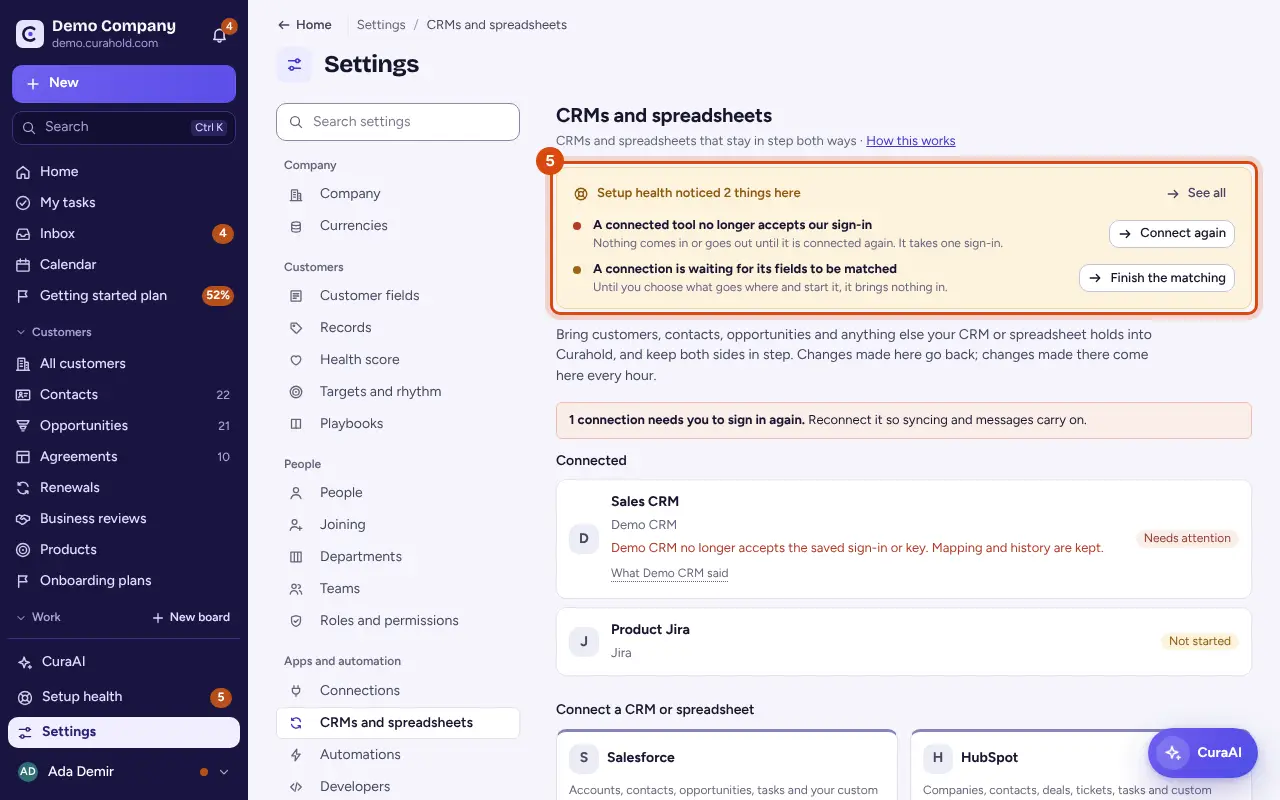 Demo Company
demo.curahold.com
4
New
Search
Ctrl K
Home
My tasks
Inbox
4
Calendar
Getting started plan
52%
Customers
All customers
Contacts
22
Opportunities
21
Agreements
10
Renewals
Business reviews
Products
Onboarding plans
Work
New board
CuraAI
Setup health
5
Settings
AD
Ada Demir
Home
Settings / CRMs and spreadsheets
Settings
Search settings
Company
Company
Currencies
Customers
Customer fields
Records
Health score
Targets and rhythm
Playbooks
People
People
Joining
Departments
Teams
Roles and permissions
Apps and automation
Connections
CRMs and spreadsheets
Automations
Developers
CRMs and spreadsheets
CRMs and spreadsheets that stay in step both ways · How this works
5
Setup health noticed 2 things here
See all
A connected tool no longer accepts our sign-in
Nothing comes in or goes out until it is connected again. It takes one sign-in.
Connect again
A connection is waiting for its fields to be matched
Until you choose what goes where and start it, it brings nothing in.
Finish the matching
Bring customers, contacts, opportunities and anything else your CRM or spreadsheet holds into
Curahold, and keep both sides in step. Changes made here go back; changes made there come
here every hour.
1 connection needs you to sign in again. Reconnect it so syncing and messages carry on.
Connected
D
Sales CRM
Demo CRM
Demo CRM no longer accepts the saved sign-in or key. Mapping and history are kept.
What Demo CRM said
Needs attention
J
Product Jira
Jira
Not started
Connect a CRM or spreadsheet
S
Salesforce
Accounts, contacts, opportunities, tasks and your custom
H
HubSpot
Companies, contacts, deals, tickets, tasks and custom
CuraAI